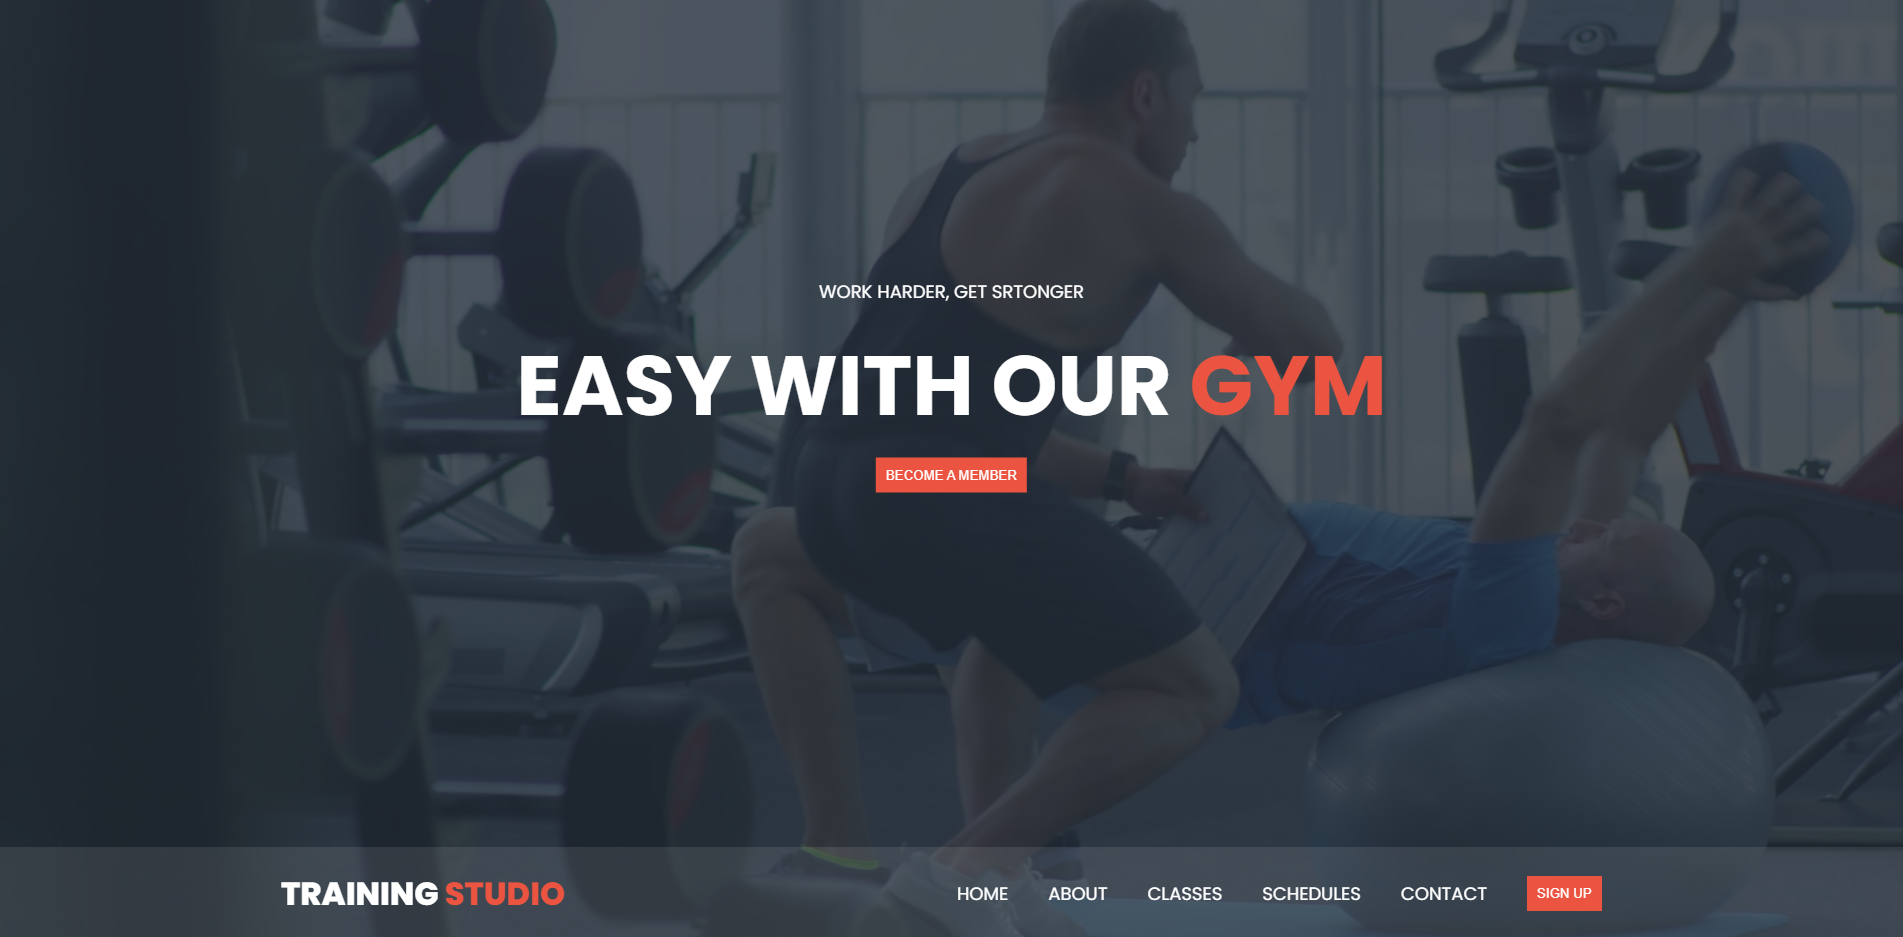 WORK HARDER, GET SRTONGER
EASY WITH OUR GYM
BECOME A MEMBER
TRAINING STUDIO
HOME
ABOUT
CLASSES
SCHEDULES
CONTACT
SIGN UP